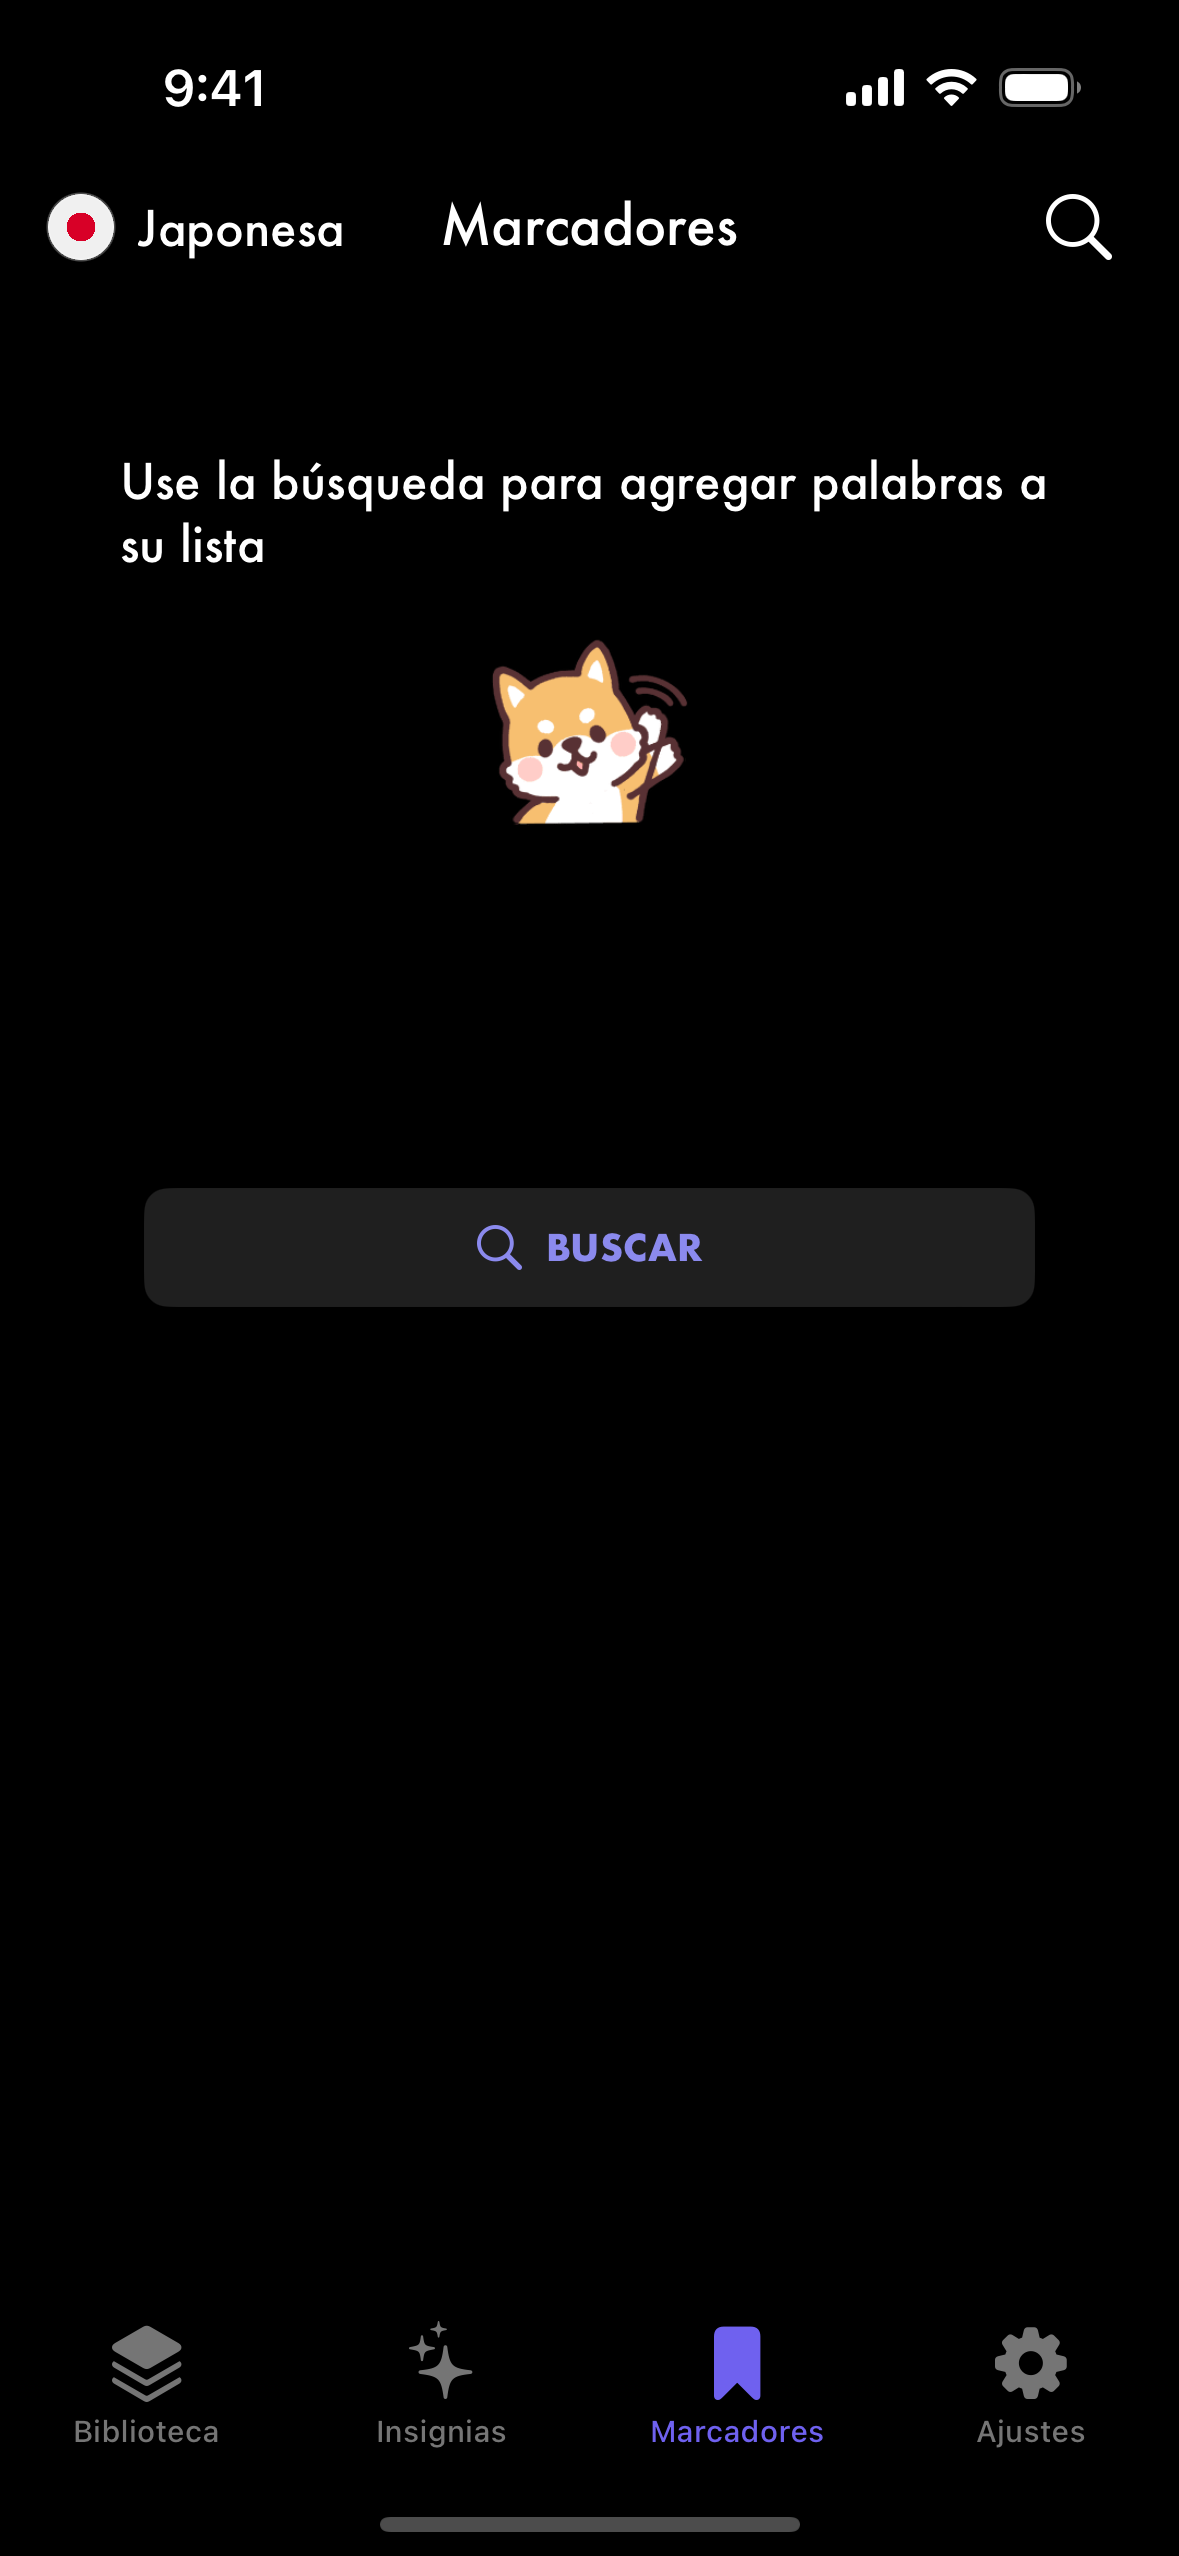 9:41
Japonesa
Marcadores
Use la búsqueda para agregar palabras a
su lista
BUSCAR
Biblioteca
Insignias
Marcadores
Ajustes